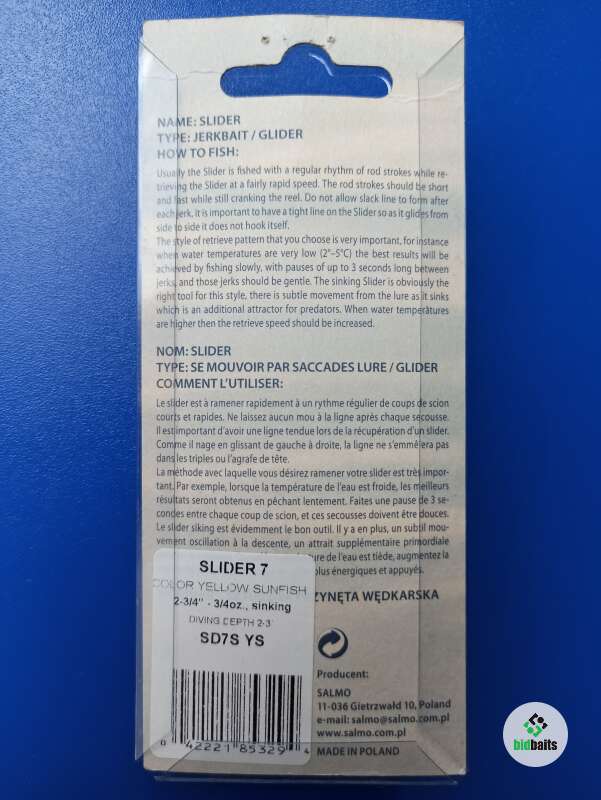 NAME: SLIDER
TYPE: JERKBAIT / GLIDER
HOW TO FISH:
Usually the Slider is fished with a regular rhythm of rod strokes while re-
trieving the Slider at a fairly rapid speed. The rod strokes should be short
and fast while still cranking the reel. Do not allow slack line to form after
each jerk, it is important to have a tight line on the Slider so as it glides from
side to side it does not hook itself.
The style of retrieve pattern that you choose is very important, for instance
when water temperatures are very low (2°–5°C) the best results will be
achieved by fishing slowly, with pauses of up to 3 seconds long between
jerks, and those jerks should be gentle. The sinking Slider is obviously the
right tool for this style, there is subtle movement from the lure as it sinks
which is an additional attractor for predators. When water temperatures
are higher then the retrieve speed should be increased.
NOM: SLIDER
TYPE: SE MOUVOIR PAR SACCADES LURE / GLIDER
COMMENT L'UTILISER:
Le slider est à ramener rapidement à un rythme régulier de coups de scion
courts et rapides. Ne laissez aucun mou à la ligne après chaque secousse.
Il est important d'avoir une ligne tendue lors de la récupération d'un slider.
Comme il nage en glissant de gauche à droite, la ligne ne s'emmêlera pas
dans les triples ou l'agrafe de tête.
La méthode avec laquelle vous désirez ramener votre slider est très impor-
tant. Par exemple, lorsque la température de l'eau est froide, les meilleurs
résultats seront obtenus en pêchant lentement. Faites une pause de 3 se-
condes entre chaque coup de scion, et ces secousses doivent être douces.
Le slider siking est évidemment le bon outil. Il y a en plus, un subtil mou-
vement oscillation à la descente, un attrait supplémentaire primordiale
ure de l'eau est tiède, augmentez la
plus énergiques et appuyés.
SLIDER 7
COLOR YELLOW SUNFISH
2-3/4" - 3/4oz., sinking
DIVING DEPTH 2-3'
SD7S YS
0 42221 85329 4
ZYNĘTA WĘDKARSKA
Producent:
SALMO
11-036 Gietrzwałd 10, Poland
e-mail: salmo@salmo.com.pl
www.salmo.com.pl
MADE IN POLAND
bidbaits